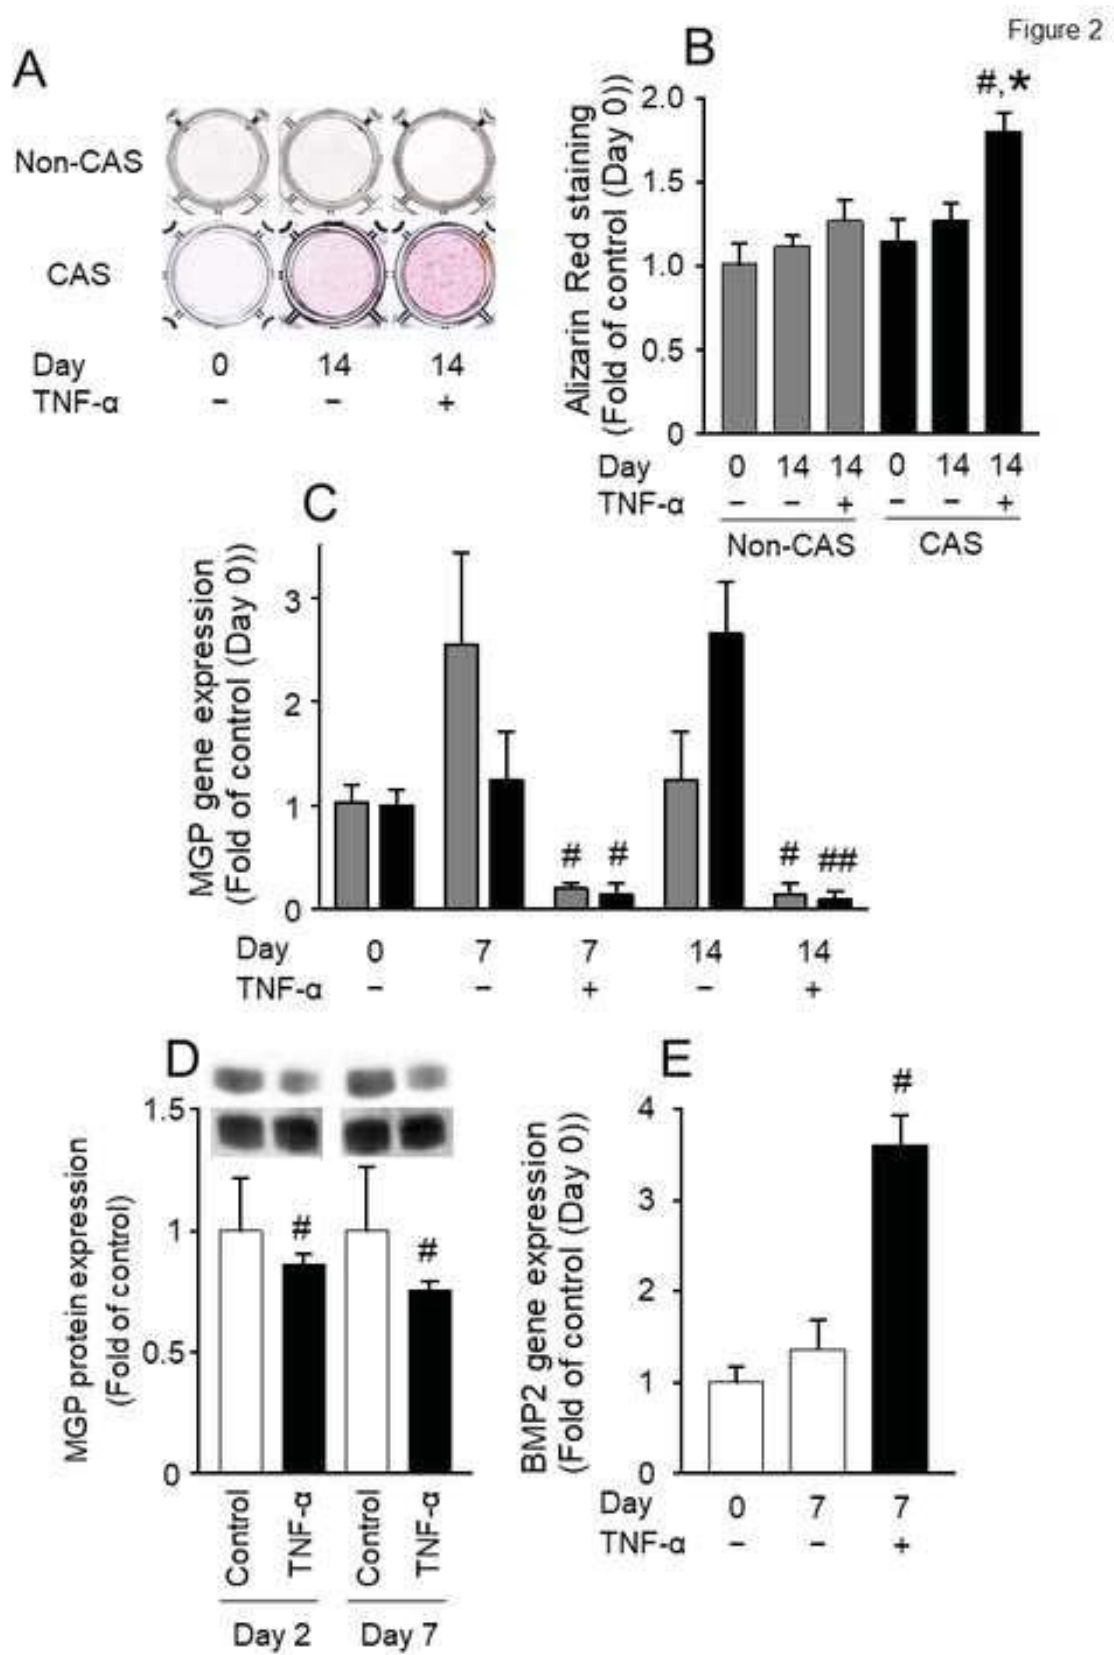 Figure 2
A
Non-CAS
CAS
Day 0 14 14
TNF-α − − +
B
#,*
Alizarin Red staining
(Fold of control (Day 0))
2.0
1.5
1.0
0.5
0
Day 0 14 14 0 14 14
TNF-α − − + − − +
Non-CAS CAS
C
MGP gene expression
(Fold of control (Day 0))
3
2
1
0
# # # ##
Day 0 7 7 14 14
TNF-α − − + − +
D
MGP protein expression
(Fold of control)
1.5
1
0.5
0
# #
Control TNF-α Control TNF-α
Day 2 Day 7
E
#
BMP2 gene expression
(Fold of control (Day 0))
4
3
2
1
0
Day 0 7 7
TNF-α − − +